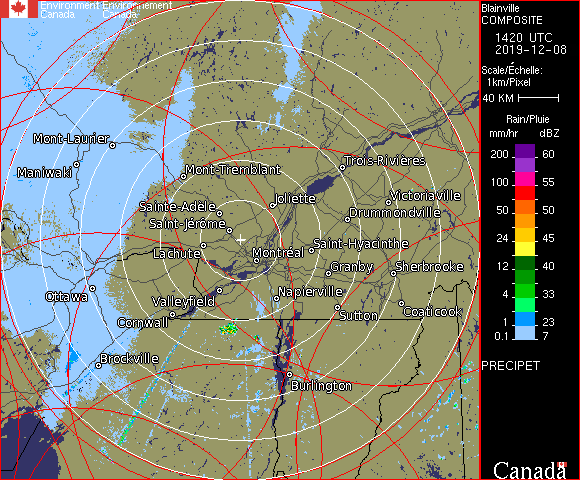 Environment Environnement
Canada Canada
Blainville
COMPOSITE
1420 UTC
2019-12-08
Scale/Échelle:
1km/Pixel
40 KM
Rain/Pluie
mm/hr dBZ
200 60
100 55
50 50
24 45
12 40
4 33
1 23
0.1 7
PRECIPET
Canada
Mont-Laurier
Maniwaki
Mont-Tremblant
Trois-Rivières
Sainte-Adèle
Joliette
Victoriaville
Saint-Jérôme
Drummondville
Lachute
Montréal
Saint-Hyacinthe
Granby
Sherbrooke
Ottawa
Valleyfield
Napierville
Cornwall
Sutton
Coaticook
Brockville
Burlington